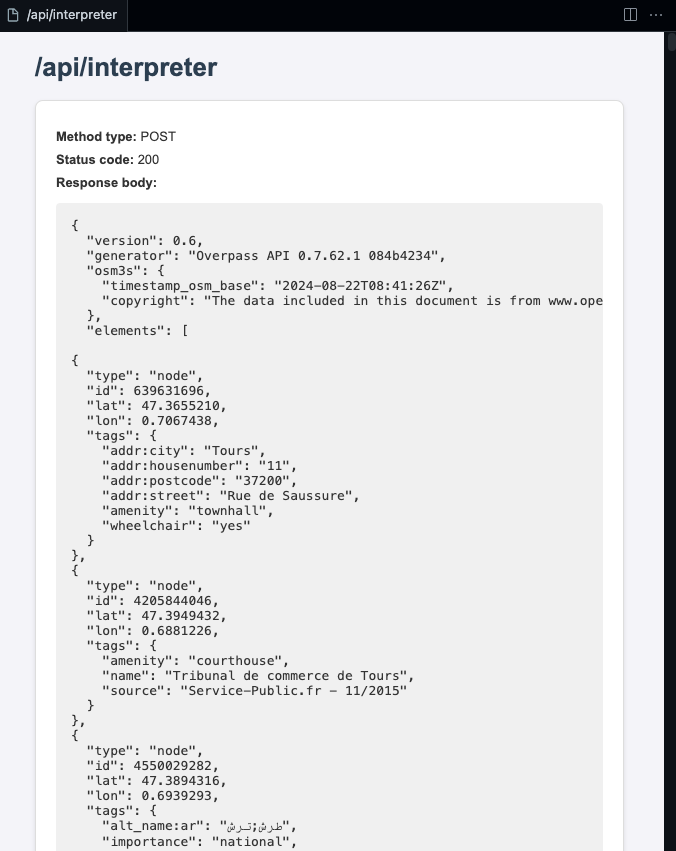 /api/interpreter
/api/interpreter
Method type: POST
Status code: 200
Response body:
{
  "version": 0.6,
  "generator": "Overpass API 0.7.62.1 084b4234",
  "osm3s": {
    "timestamp_osm_base": "2024-08-22T08:41:26Z",
    "copyright": "The data included in this document is from www.ope
  },
  "elements": [
{
  "type": "node",
  "id": 639631696,
  "lat": 47.3655210,
  "lon": 0.7067438,
  "tags": {
    "addr:city": "Tours",
    "addr:housenumber": "11",
    "addr:postcode": "37200",
    "addr:street": "Rue de Saussure",
    "amenity": "townhall",
    "wheelchair": "yes"
  }
},
{
  "type": "node",
  "id": 4205844046,
  "lat": 47.3949432,
  "lon": 0.6881226,
  "tags": {
    "amenity": "courthouse",
    "name": "Tribunal de commerce de Tours",
    "source": "Service-Public.fr - 11/2015"
  }
},
{
  "type": "node",
  "id": 4550029282,
  "lat": 47.3894316,
  "lon": 0.6939293,
  "tags": {
    "alt_name:ar": "طرش;ترش",
    "importance": "national",